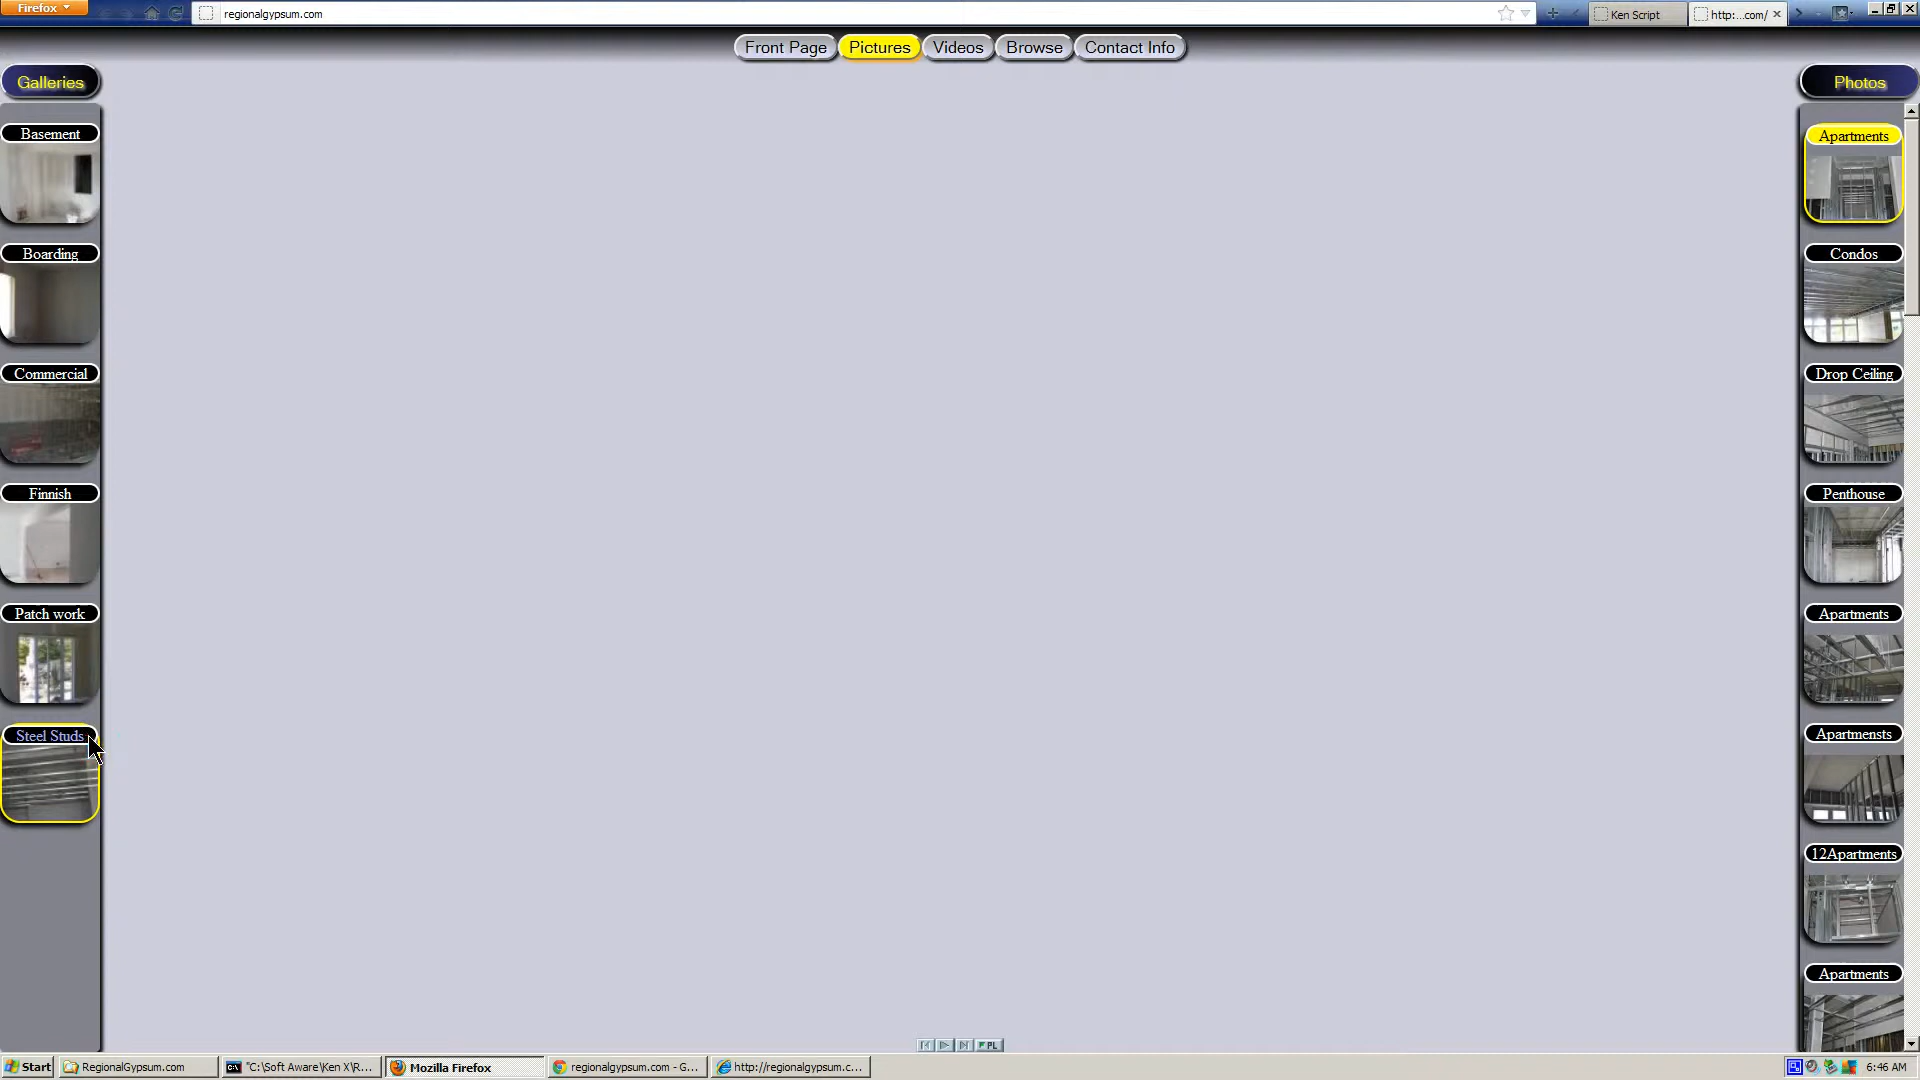 Firefox
regionalgypsum.com
Ken Script
http:...com/
Front Page
Pictures
Videos
Browse
Contact Info
Galleries
Basement
Boarding
Commercial
Finnish
Patch work
Steel Studs
Photos
Apartments
Condos
Drop Ceiling
Penthouse
Apartments
Apartmensts
12Apartments
Apartments
PL
Start
RegionalGypsum.com
"C:\Soft Aware\Ken X\R...
Mozilla Firefox
regionalgypsum.com - G...
http://regionalgypsum.c...
6:46 AM